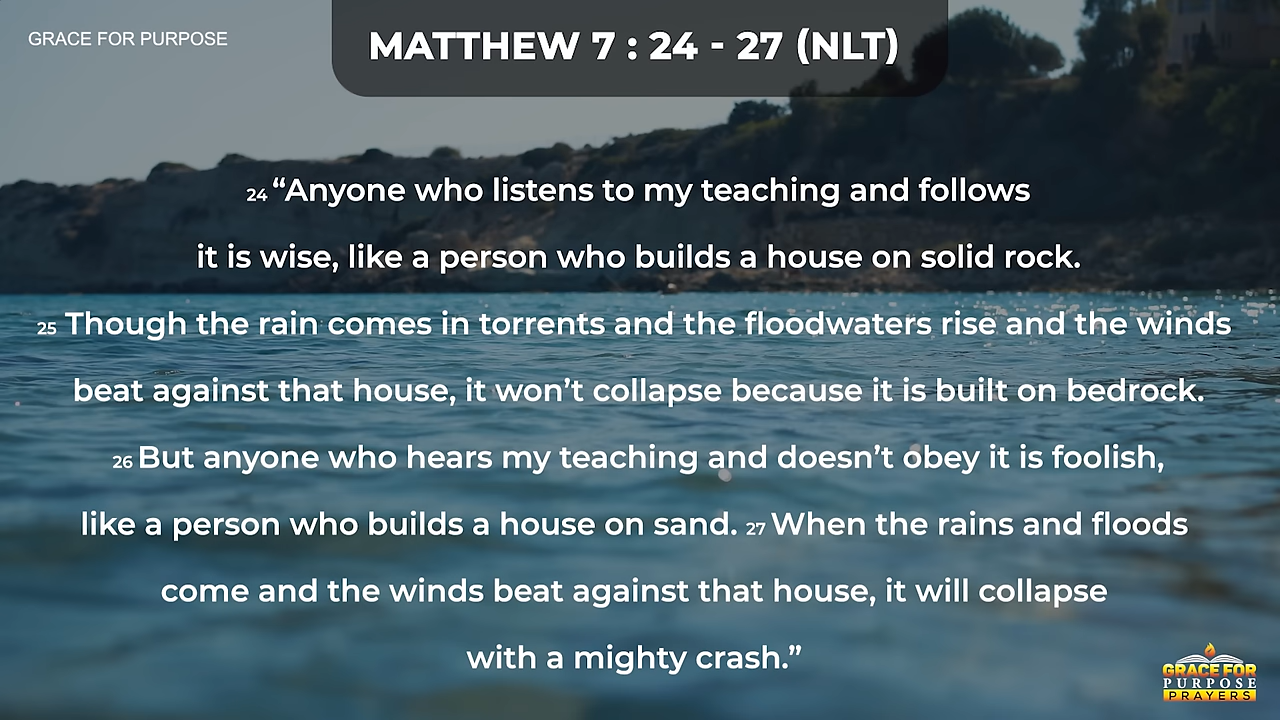 GRACE FOR PURPOSE
MATTHEW 7 : 24 - 27 (NLT)
24 “Anyone who listens to my teaching and follows
it is wise, like a person who builds a house on solid rock.
25 Though the rain comes in torrents and the floodwaters rise and the winds
beat against that house, it won’t collapse because it is built on bedrock.
26 But anyone who hears my teaching and doesn’t obey it is foolish,
like a person who builds a house on sand. 27 When the rains and floods
come and the winds beat against that house, it will collapse
with a mighty crash.”
GRACE FOR
PURPOSE
PRAYERS